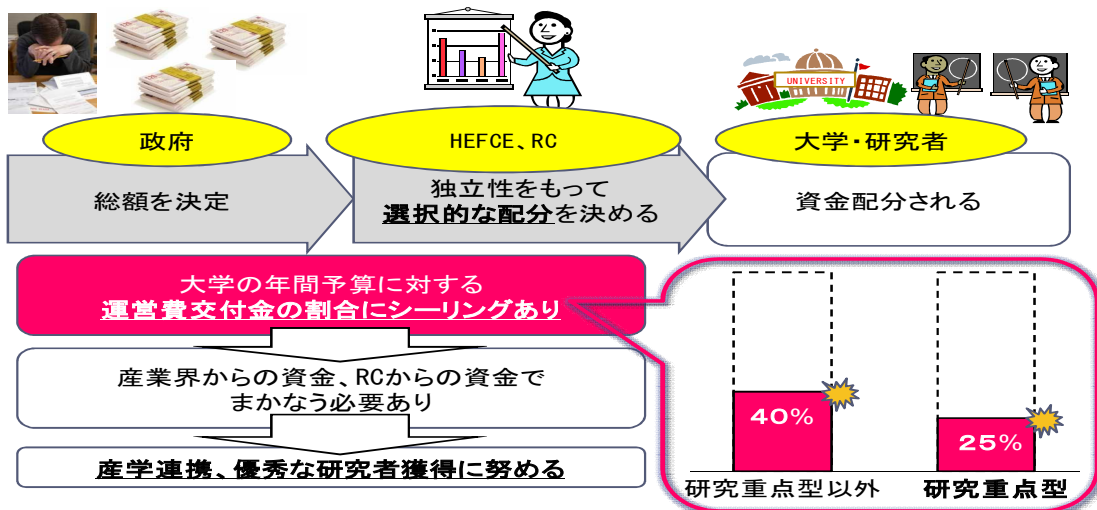 UNIVERSITY
政府
HEFCE、RC
大学・研究者
総額を決定
独立性をもって
選択的な配分を決める
資金配分される
大学の年間予算に対する
運営費交付金の割合にシーリングあり
産業界からの資金、RCからの資金で
まかなう必要あり
産学連携、優秀な研究者獲得に努める
40%
25%
研究重点型以外
研究重点型